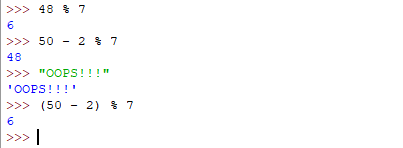 >>> 48 % 7
6
>>> 50 - 2 % 7
48
>>> "OOPS!!!"
'OOPS!!!'
>>> (50 - 2) % 7
6
>>>